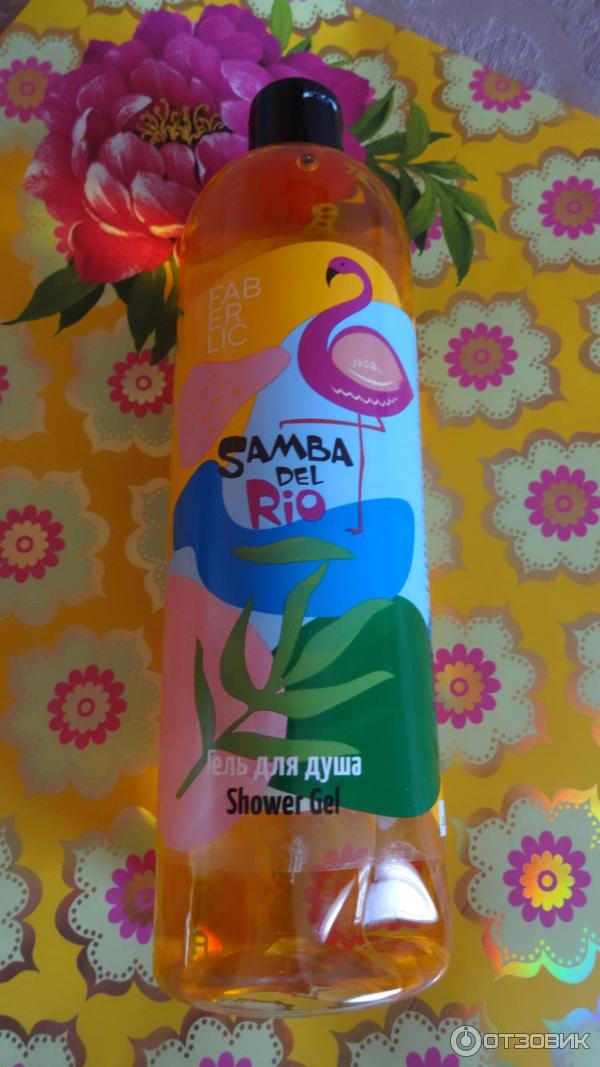 FAB
ER
LIC
SAMBA
DEL
RiO
Гель для душа
Shower Gel
ОТЗОВИК